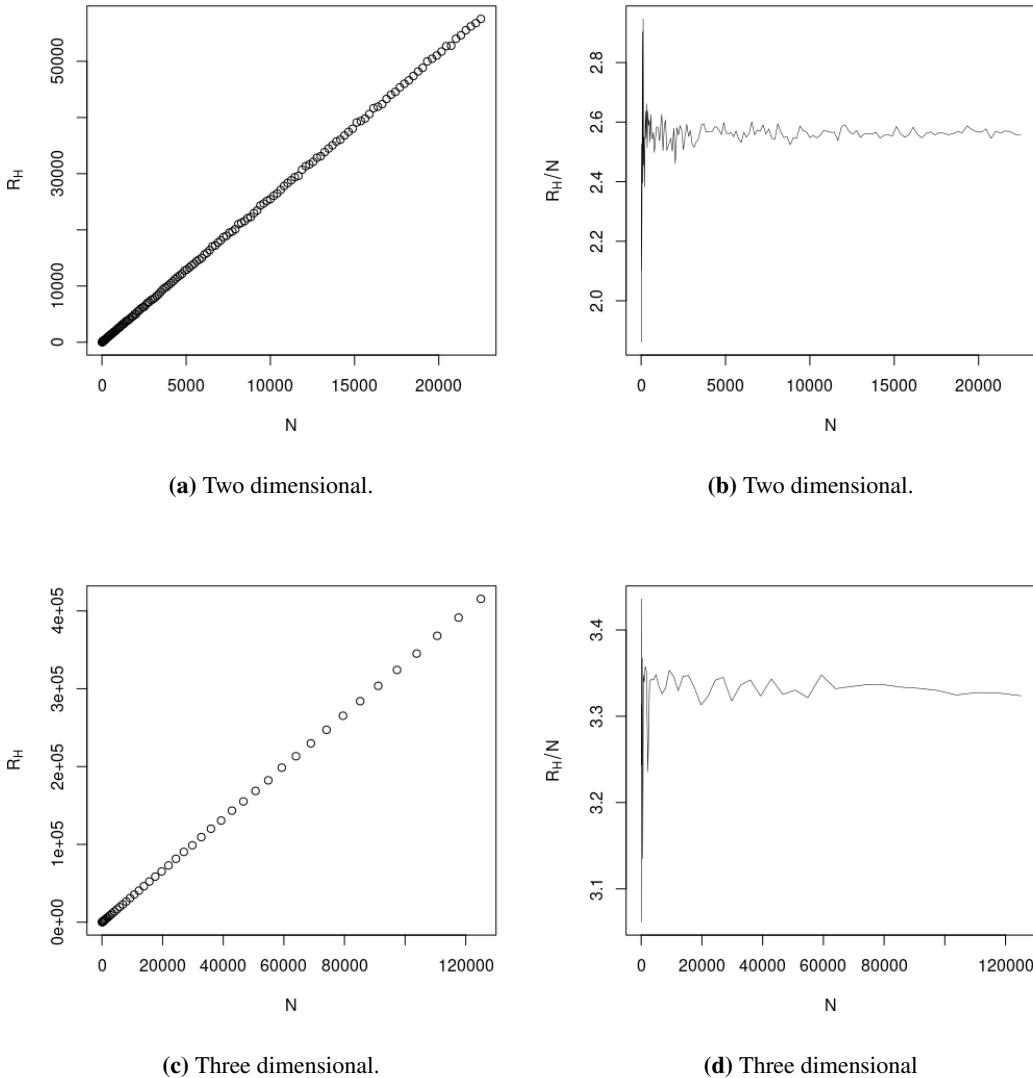 50000
30000
10000
0
R_H
0 5000 10000 15000 20000
N
(a) Two dimensional.
2.8
2.6
2.4
2.2
2.0
R_H/N
0 5000 10000 15000 20000
N
(b) Two dimensional.
4e+05
3e+05
2e+05
1e+05
0e+00
R_H
0 20000 40000 60000 80000 120000
N
(c) Three dimensional.
3.4
3.3
3.2
3.1
R_H/N
0 20000 40000 60000 80000 120000
N
(d) Three dimensional